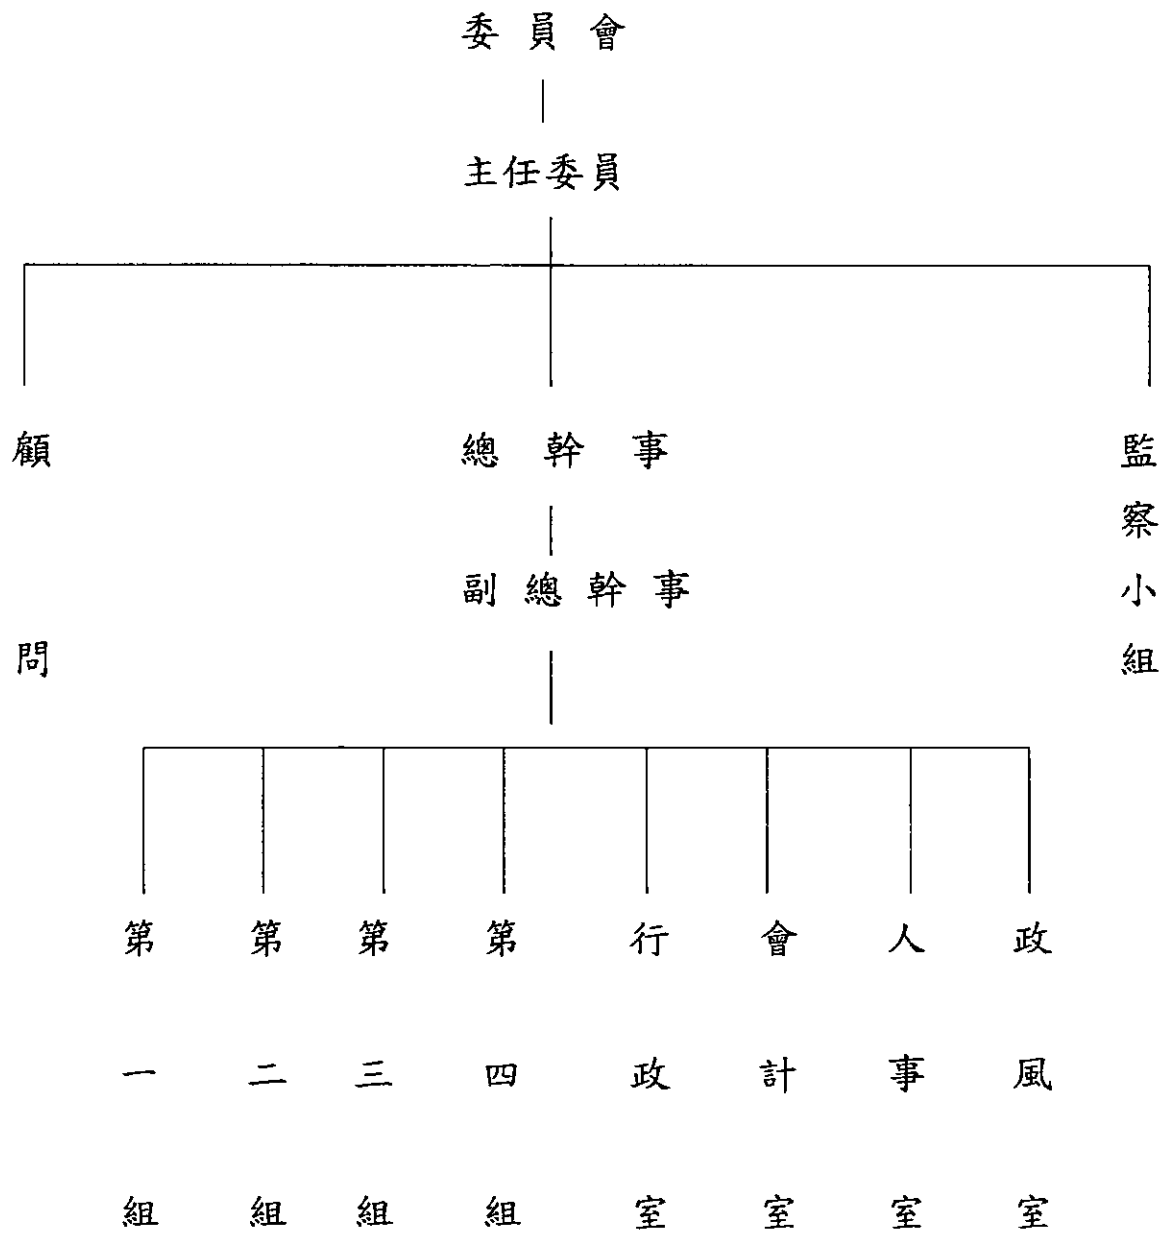 委員會
主任委員
顧問
總幹事
監察小組
副總幹事
第一組
第二組
第三組
第四組
行政室
會計室
人事室
政風室